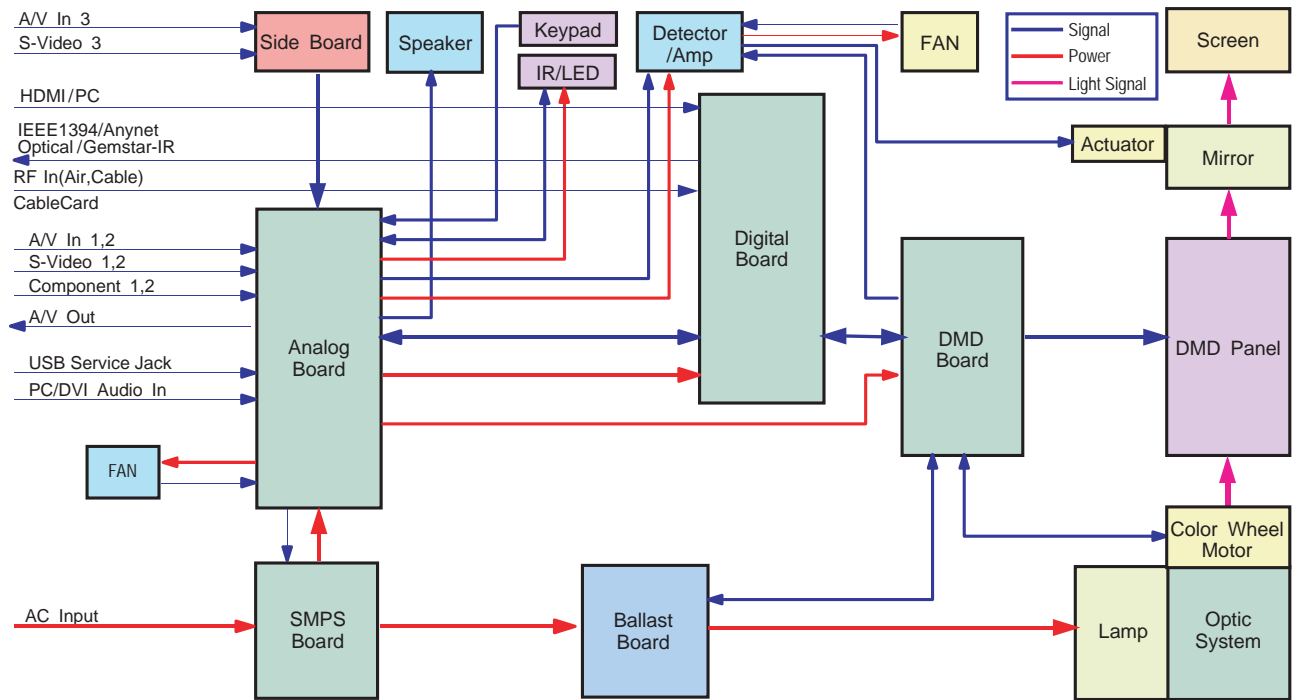 A/V In 3
S-Video 3
Side Board
Speaker
Keypad
IR/LED
Detector
/Amp
FAN
Signal
Power
Light Signal
Screen
HDMI/PC
IEEE1394/Anynet
Optical/Gemstar-IR
RF In(Air,Cable)
CableCard
Actuator
Mirror
A/V In 1,2
S-Video 1,2
Component 1,2
A/V Out
USB Service Jack
PC/DVI Audio In
Analog
Board
Digital
Board
DMD
Board
DMD Panel
FAN
Color Wheel
Motor
AC Input
SMPS
Board
Ballast
Board
Lamp
Optic
System